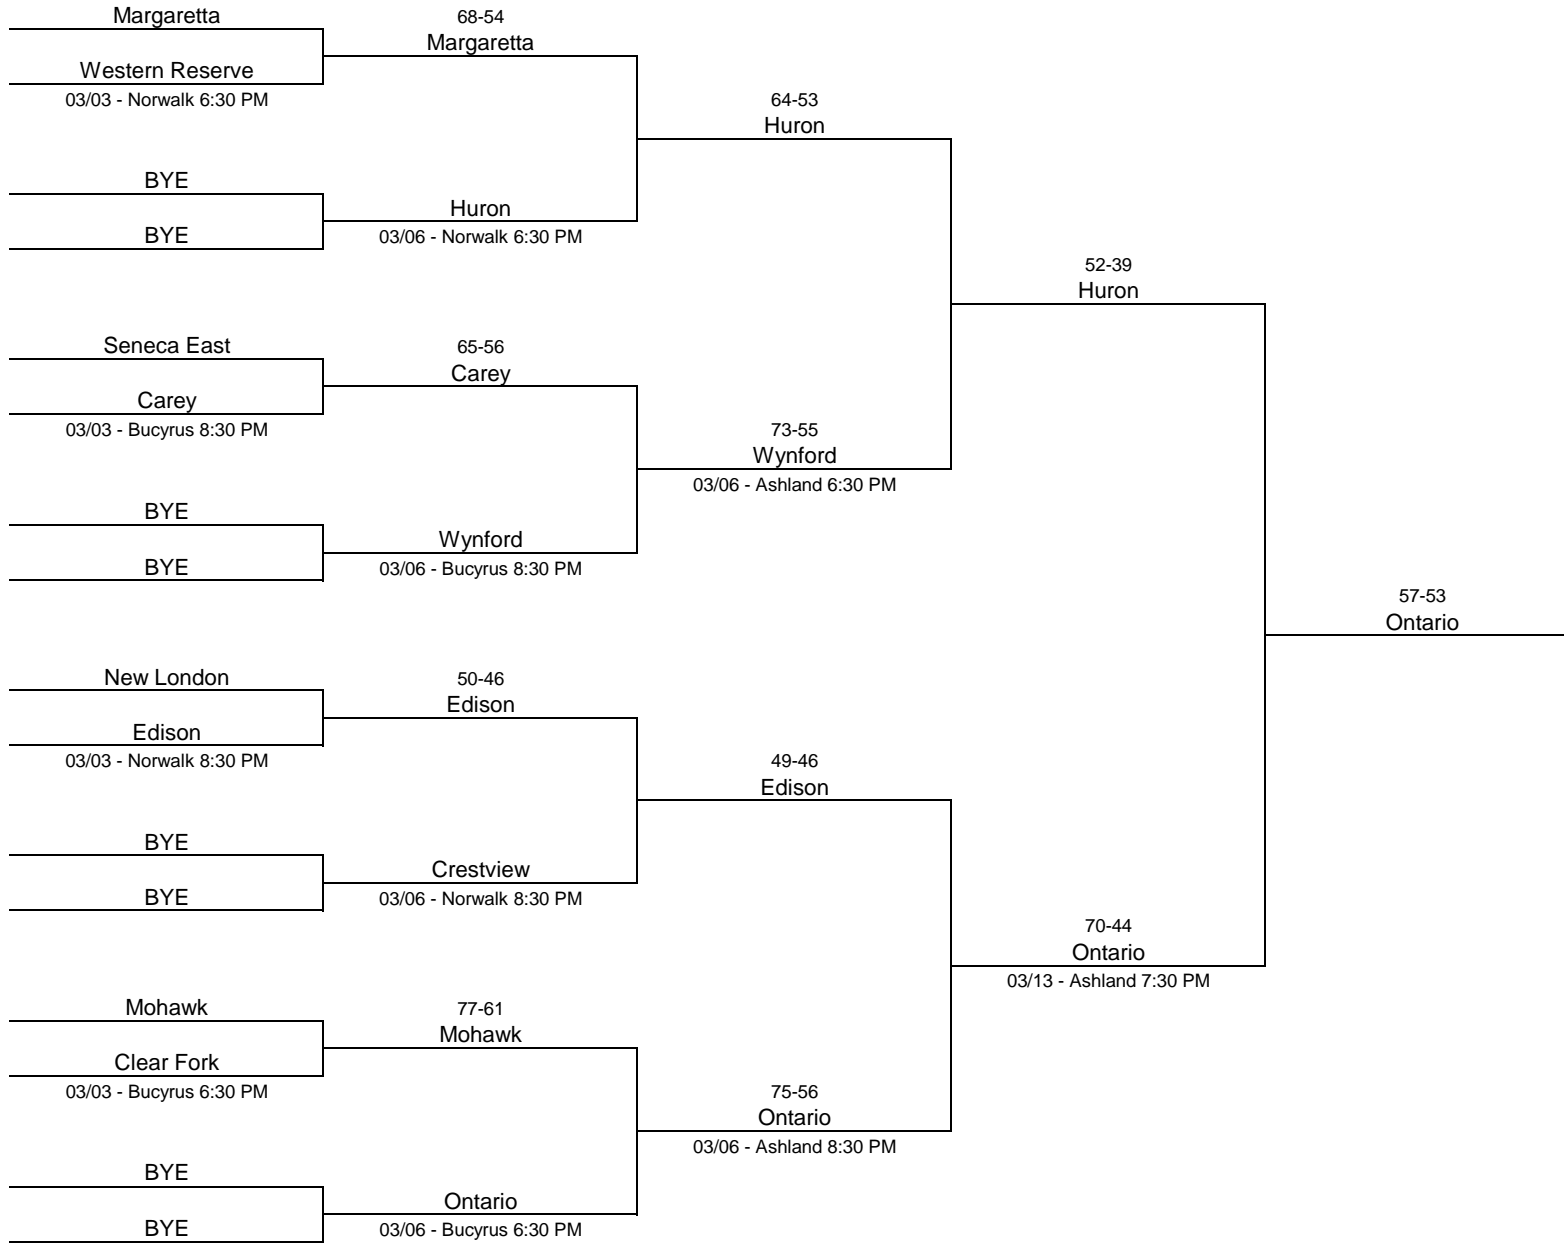 Margaretta
Western Reserve
03/03 - Norwalk 6:30 PM
BYE
BYE
Seneca East
Carey
03/03 - Bucyrus 8:30 PM
BYE
BYE
New London
Edison
03/03 - Norwalk 8:30 PM
BYE
BYE
Mohawk
Clear Fork
03/03 - Bucyrus 6:30 PM
BYE
BYE
68-54
Margaretta
Huron
03/06 - Norwalk 6:30 PM
65-56
Carey
Wynford
03/06 - Bucyrus 8:30 PM
50-46
Edison
Crestview
03/06 - Norwalk 8:30 PM
77-61
Mohawk
Ontario
03/06 - Bucyrus 6:30 PM
64-53
Huron
73-55
Wynford
03/06 - Ashland 6:30 PM
49-46
Edison
75-56
Ontario
03/06 - Ashland 8:30 PM
52-39
Huron
70-44
Ontario
03/13 - Ashland 7:30 PM
57-53
Ontario